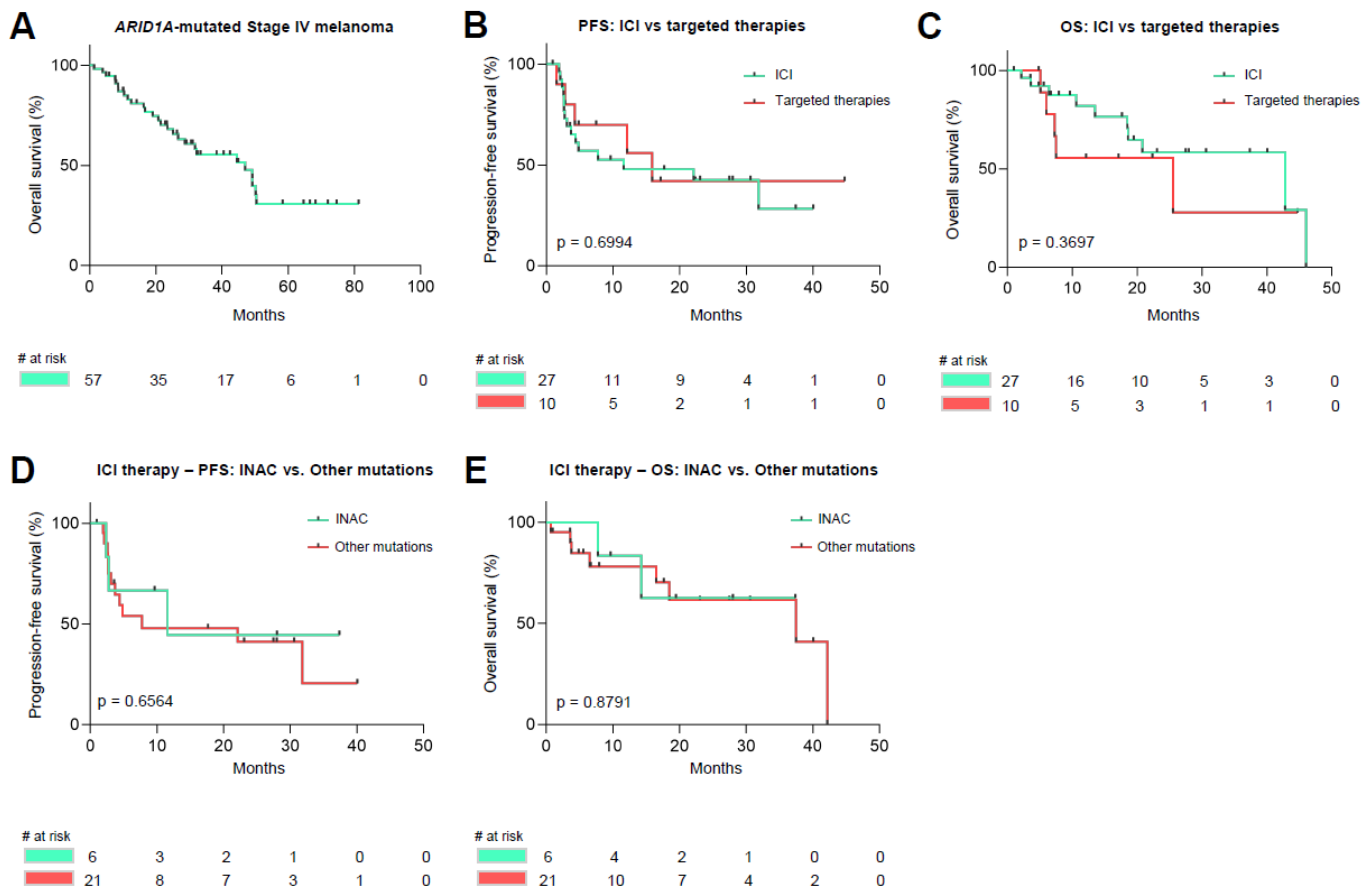 A
ARID1A-mutated Stage IV melanoma
Overall survival (%)
100
50
0
0 20 40 60 80 100
Months
# at risk
57 35 17 6 1 0
B
PFS: ICI vs targeted therapies
Progression-free survival (%)
100
50
0
ICI
Targeted therapies
p = 0.6994
0 10 20 30 40 50
Months
# at risk
27 11 9 4 1 0
10 5 2 1 1 0
C
OS: ICI vs targeted therapies
Overall survival (%)
100
50
0
ICI
Targeted therapies
p = 0.3697
0 10 20 30 40 50
Months
# at risk
27 16 10 5 3 0
10 5 3 1 1 0
D
ICI therapy – PFS: INAC vs. Other mutations
Progression-free survival (%)
100
50
0
INAC
Other mutations
p = 0.6564
0 10 20 30 40 50
Months
# at risk
6 3 2 1 0 0
21 8 7 3 1 0
E
ICI therapy – OS: INAC vs. Other mutations
Overall survival (%)
100
50
0
INAC
Other mutations
p = 0.8791
0 10 20 30 40 50
Months
# at risk
6 4 2 1 0 0
21 10 7 4 2 0